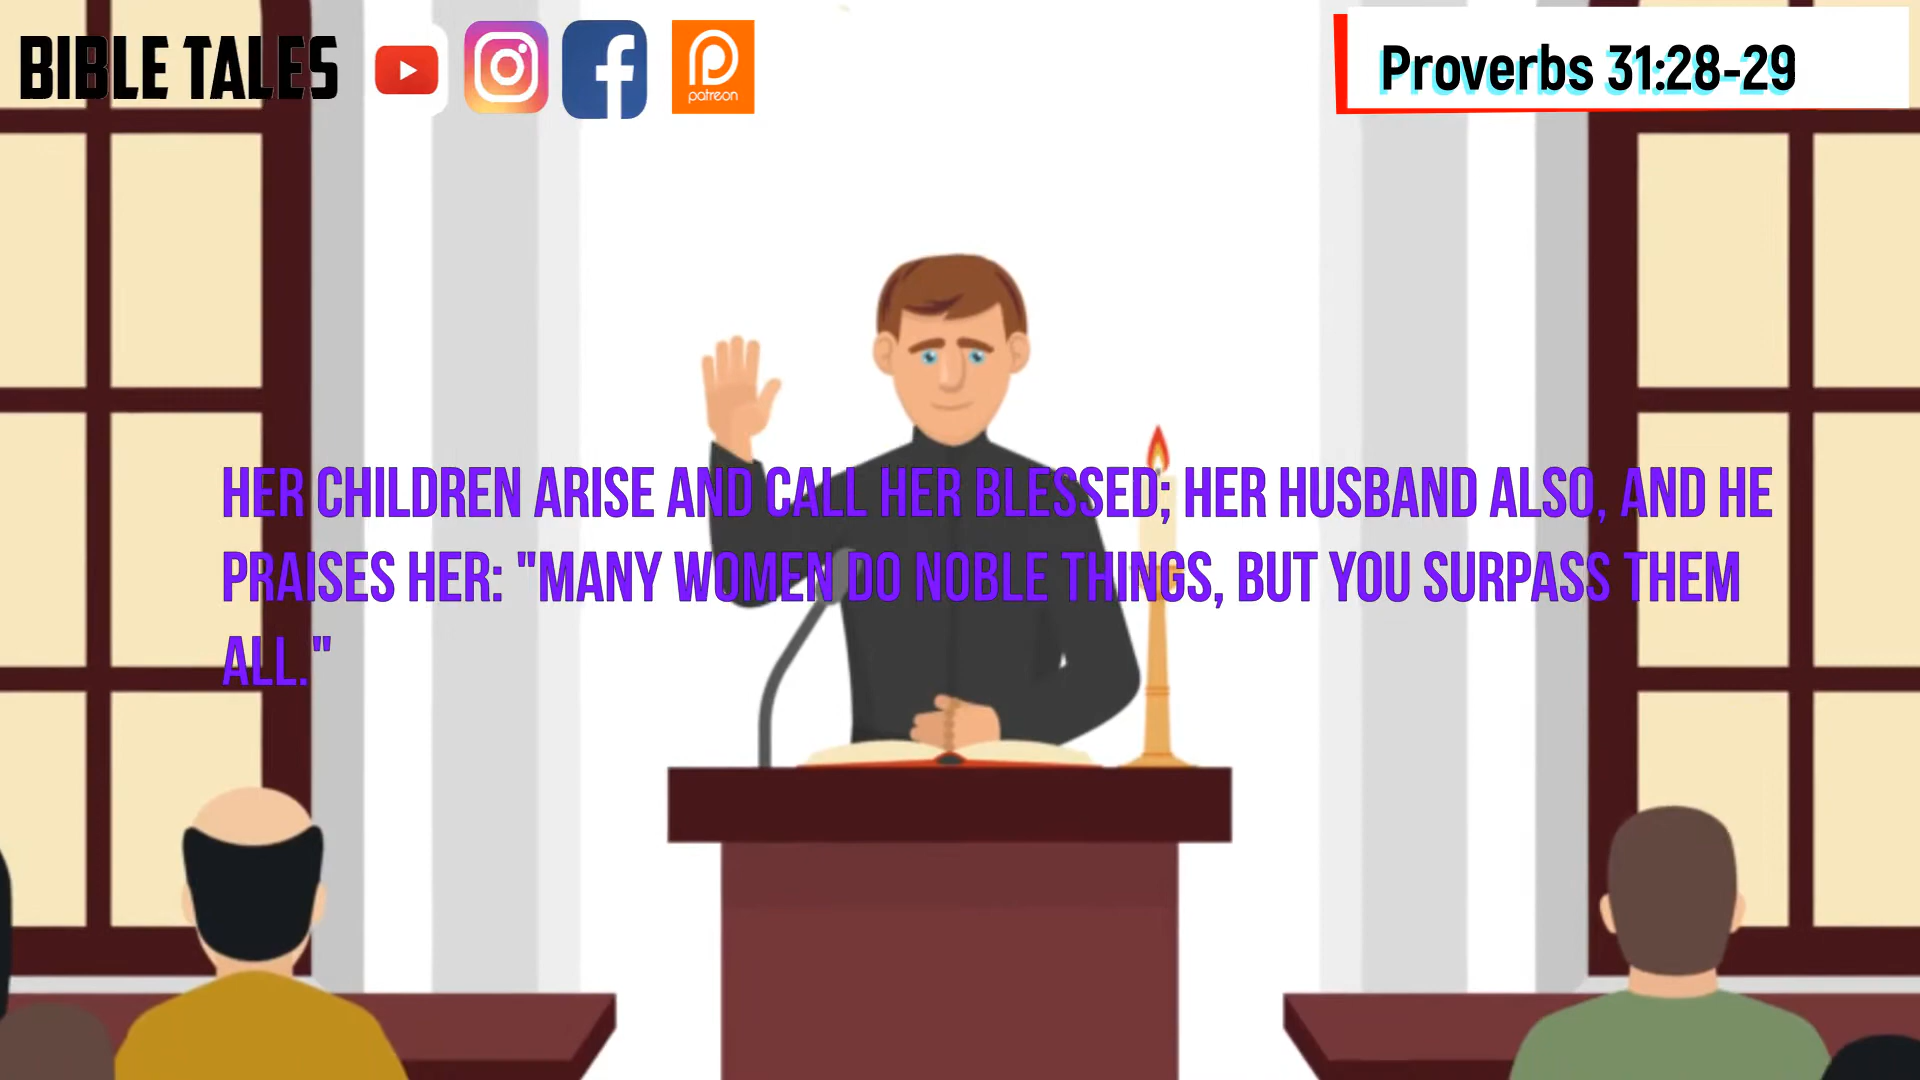 BIBLE TALES
patreon
Proverbs 31:28-29
HER CHILDREN ARISE AND CALL HER BLESSED; HER HUSBAND ALSO, AND HE
PRAISES HER: "MANY WOMEN DO NOBLE THINGS, BUT YOU SURPASS THEM
ALL."